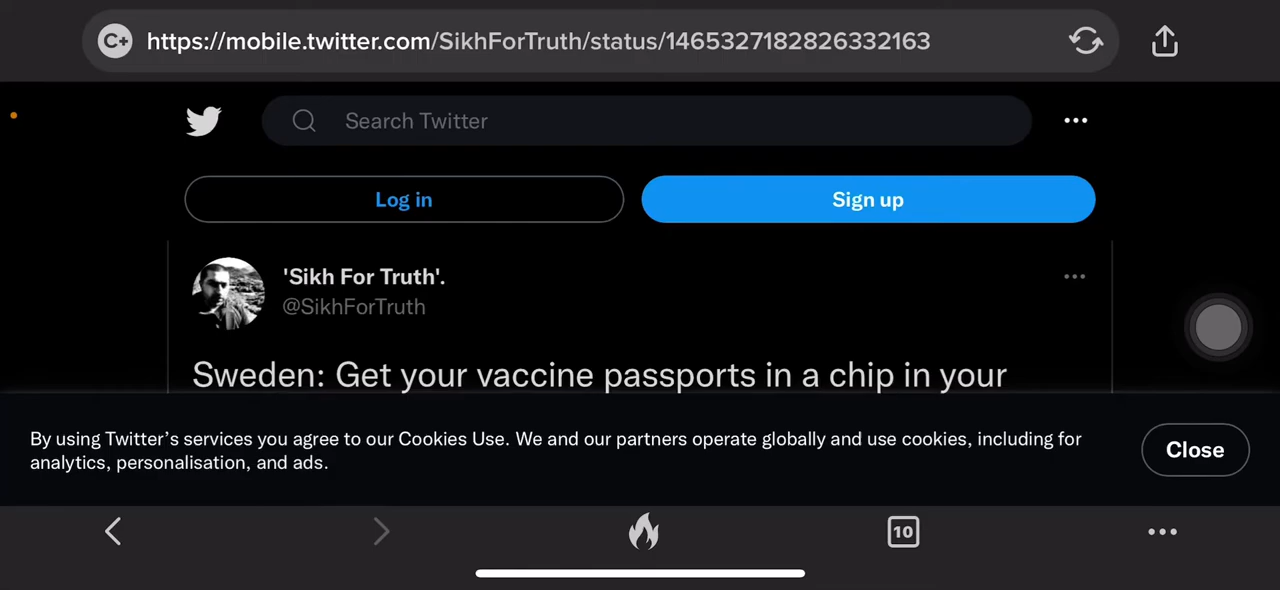 C+ https://mobile.twitter.com/SikhForTruth/status/1465327182826332163
Search Twitter
Log in Sign up
'Sikh For Truth'.
@SikhForTruth
Sweden: Get your vaccine passports in a chip in your
By using Twitter’s services you agree to our Cookies Use. We and our partners operate globally and use cookies, including for
analytics, personalisation, and ads.
Close
10